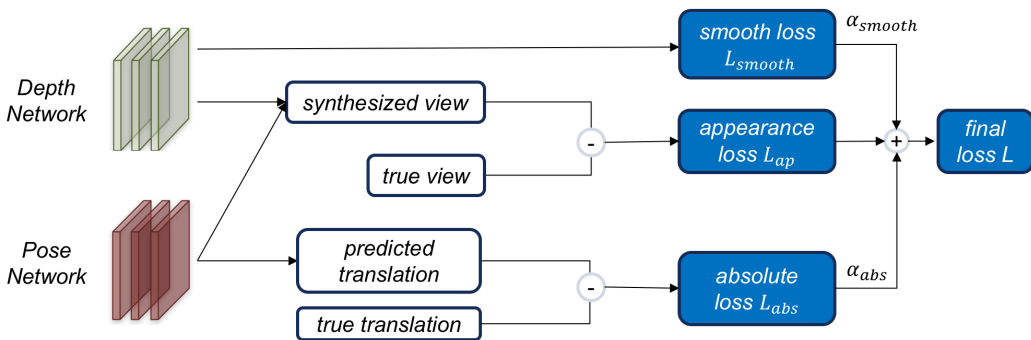 Depth
Network
Pose
Network
synthesized view
true view
predicted
translation
true translation
-
-
smooth loss
L_smooth
appearance
loss L_ap
absolute
loss L_abs
α_smooth
+
α_abs
final
loss L